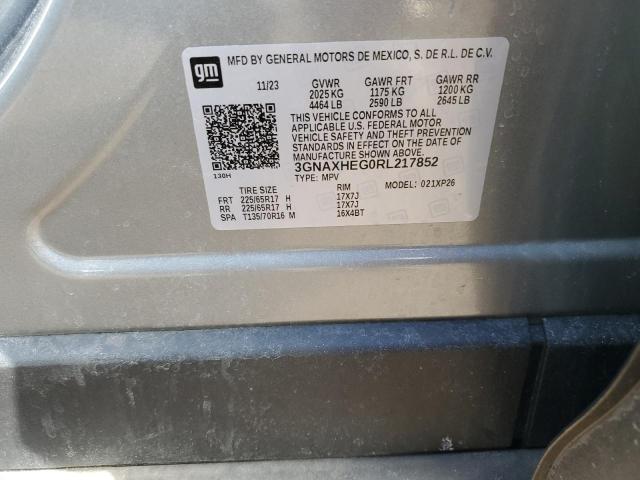 gm
MFD BY GENERAL MOTORS DE MEXICO, S. DE R.L. DE C.V.
11/23 GVWR GAWR FRT GAWR RR
2025 KG 1175 KG 1200 KG
4464 LB 2590 LB 2645 LB
THIS VEHICLE CONFORMS TO ALL
APPLICABLE U.S. FEDERAL MOTOR
VEHICLE SAFETY AND THEFT PREVENTION
STANDARDS IN EFFECT ON THE DATE OF
MANUFACTURE SHOWN ABOVE.
3GNAXHEG0RL217852
130H TYPE: MPV MODEL: 021XP26
TIRE SIZE RIM
FRT 225/65R17 H 17X7J
RR 225/65R17 H 17X7J
SPA T135/70R16 M 16X4BT